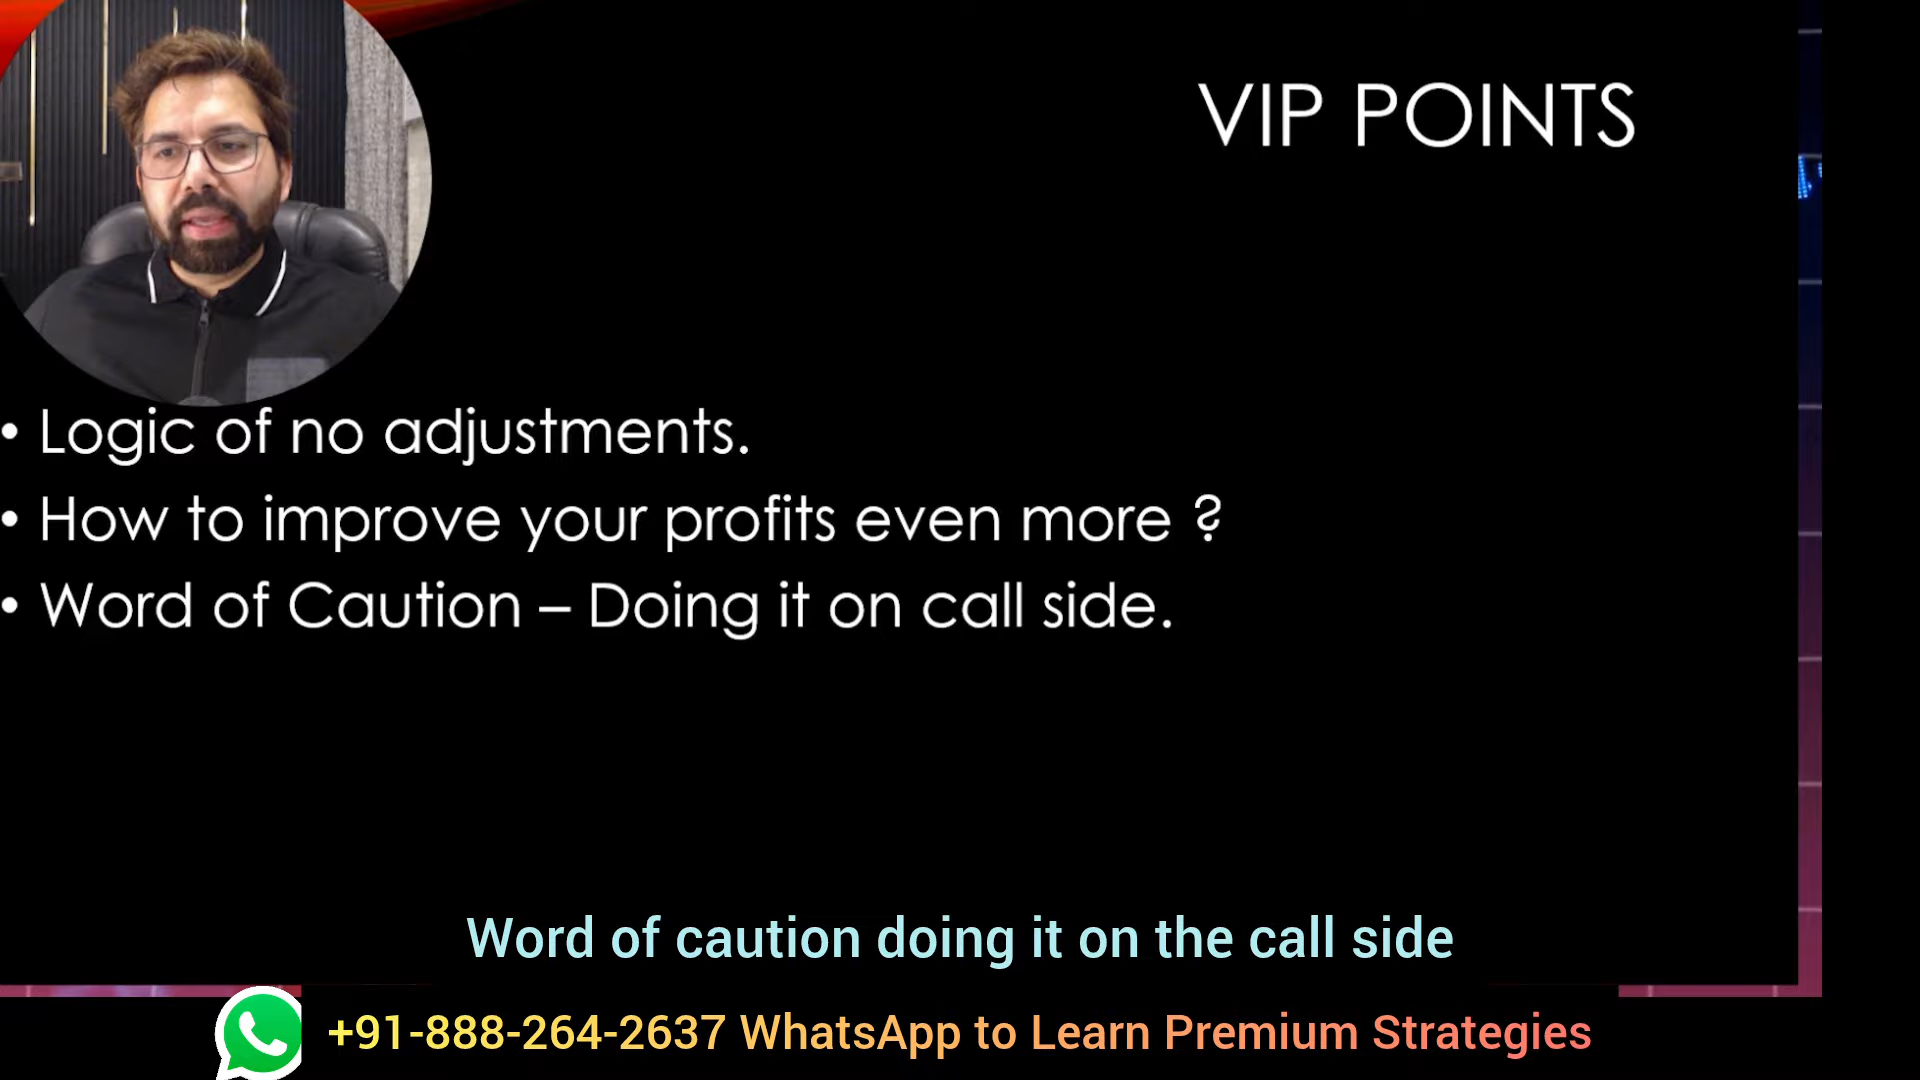 VIP POINTS
• Logic of no adjustments.
• How to improve your profits even more ?
• Word of Caution – Doing it on call side.
Word of caution doing it on the call side
+91-888-264-2637 WhatsApp to Learn Premium Strategies